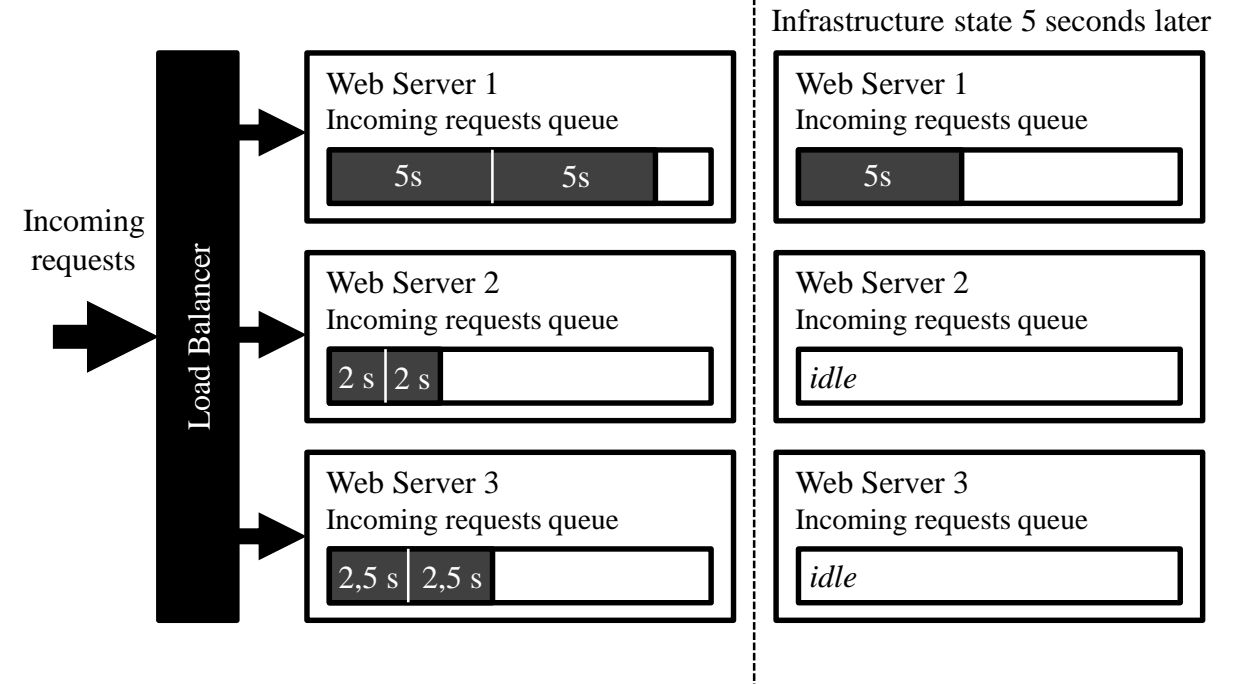 Infrastructure state 5 seconds later
Incoming
requests
Load Balancer
Web Server 1
Incoming requests queue
5s 5s
Web Server 2
Incoming requests queue
2 s 2 s
Web Server 3
Incoming requests queue
2,5 s 2,5 s
Web Server 1
Incoming requests queue
5s
Web Server 2
Incoming requests queue
idle
Web Server 3
Incoming requests queue
idle